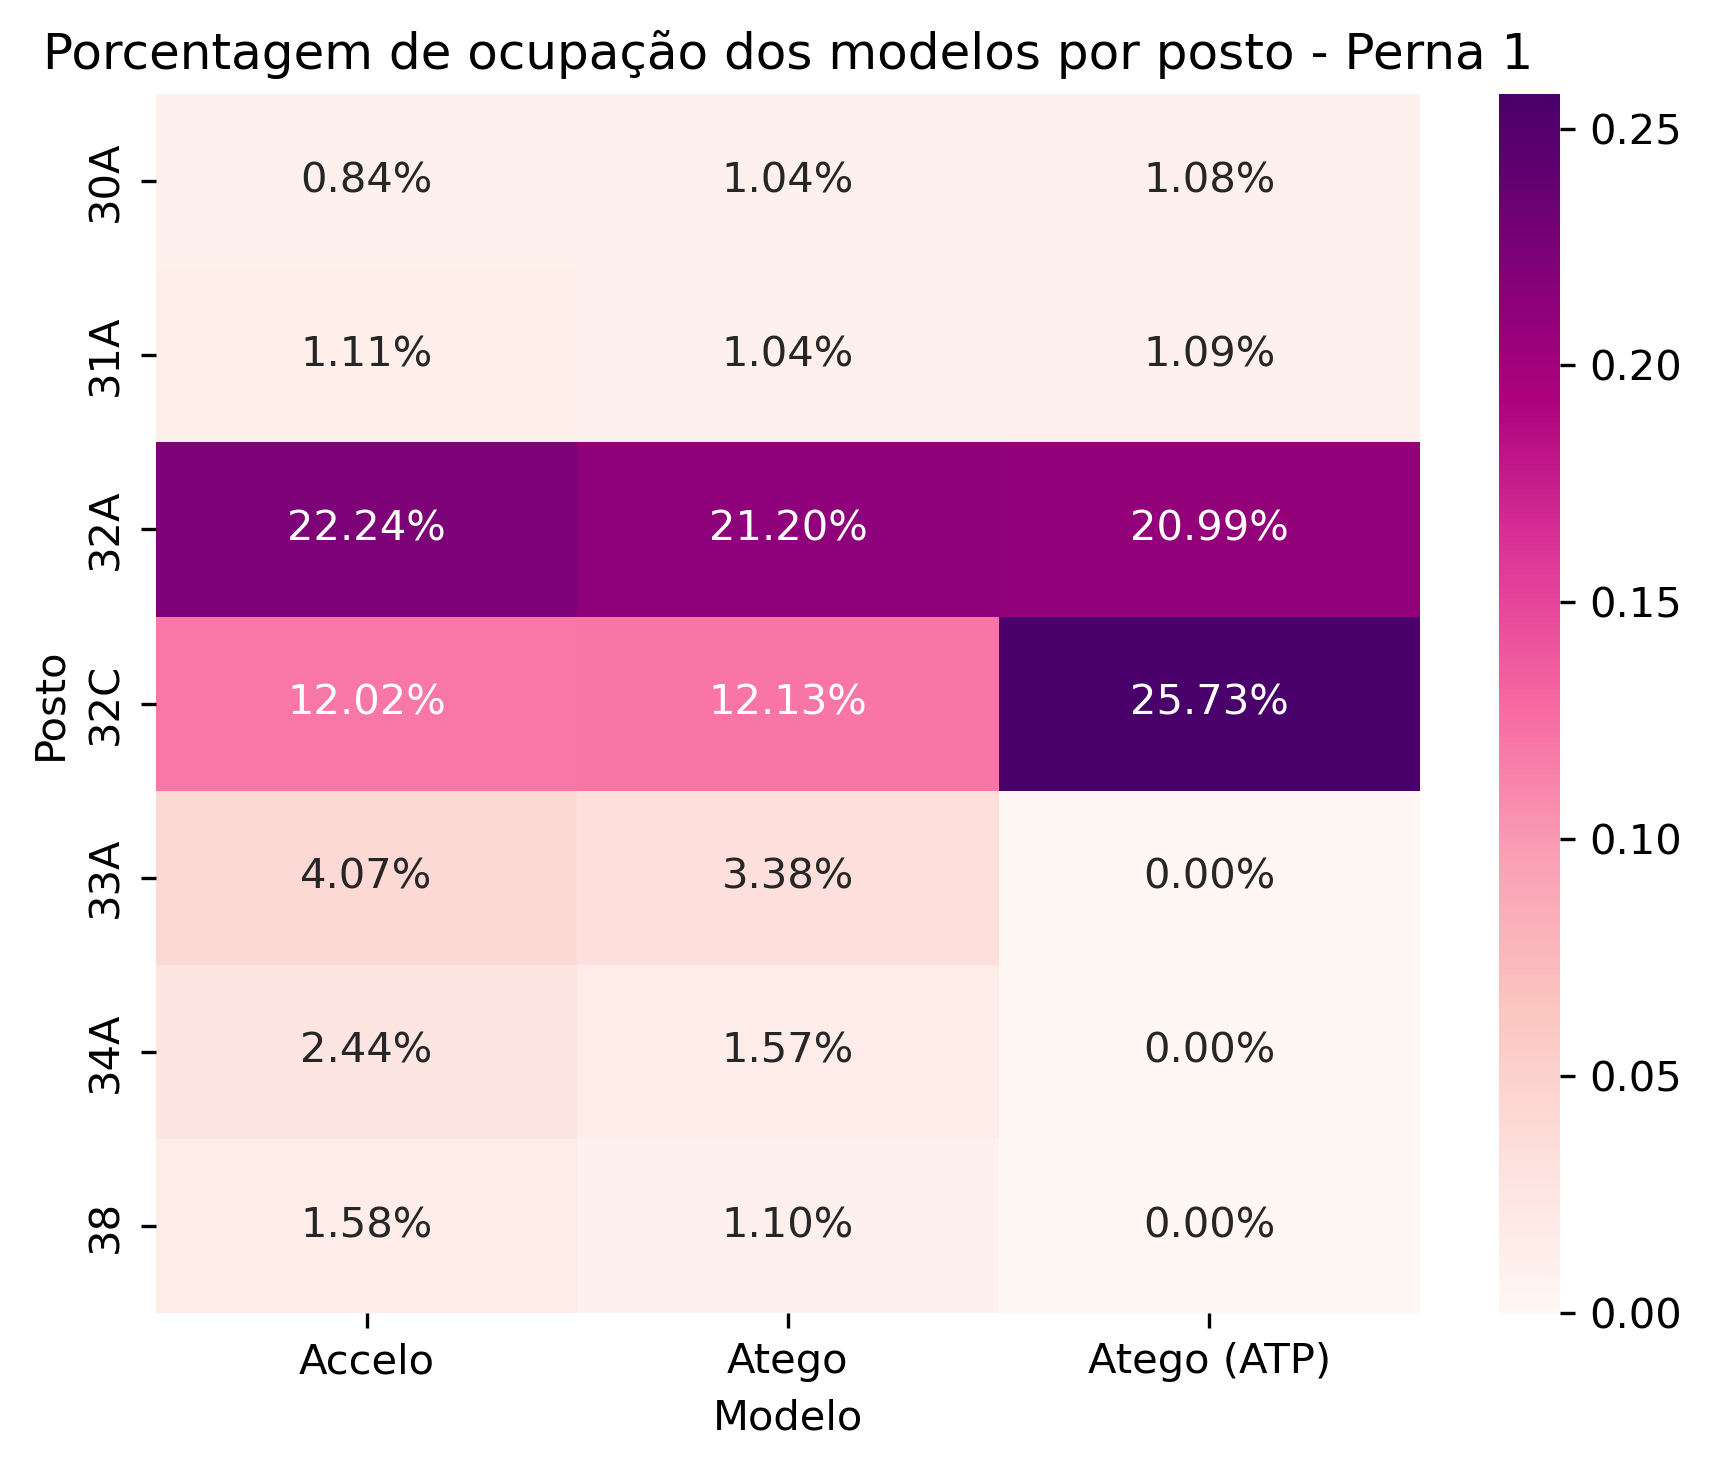 Porcentagem de ocupação dos modelos por posto - Perna 1
30A 0.84% 1.04% 1.08%
31A 1.11% 1.04% 1.09%
32A 22.24% 21.20% 20.99%
32C 12.02% 12.13% 25.73%
33A 4.07% 3.38% 0.00%
34A 2.44% 1.57% 0.00%
38 1.58% 1.10% 0.00%
Posto
Accelo Atego Atego (ATP)
Modelo
0.25
0.20
0.15
0.10
0.05
0.00